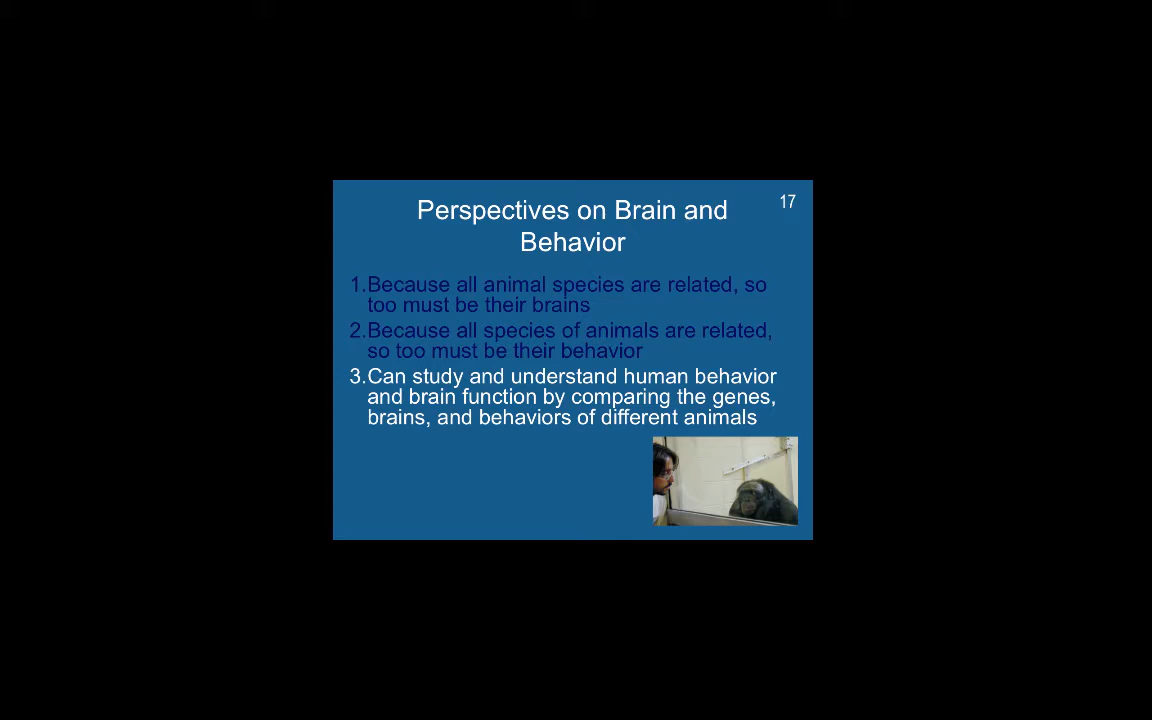 17
Perspectives on Brain and
Behavior
1.Because all animal species are related, so
too must be their brains
2.Because all species of animals are related,
so too must be their behavior
3.Can study and understand human behavior
and brain function by comparing the genes,
brains, and behaviors of different animals